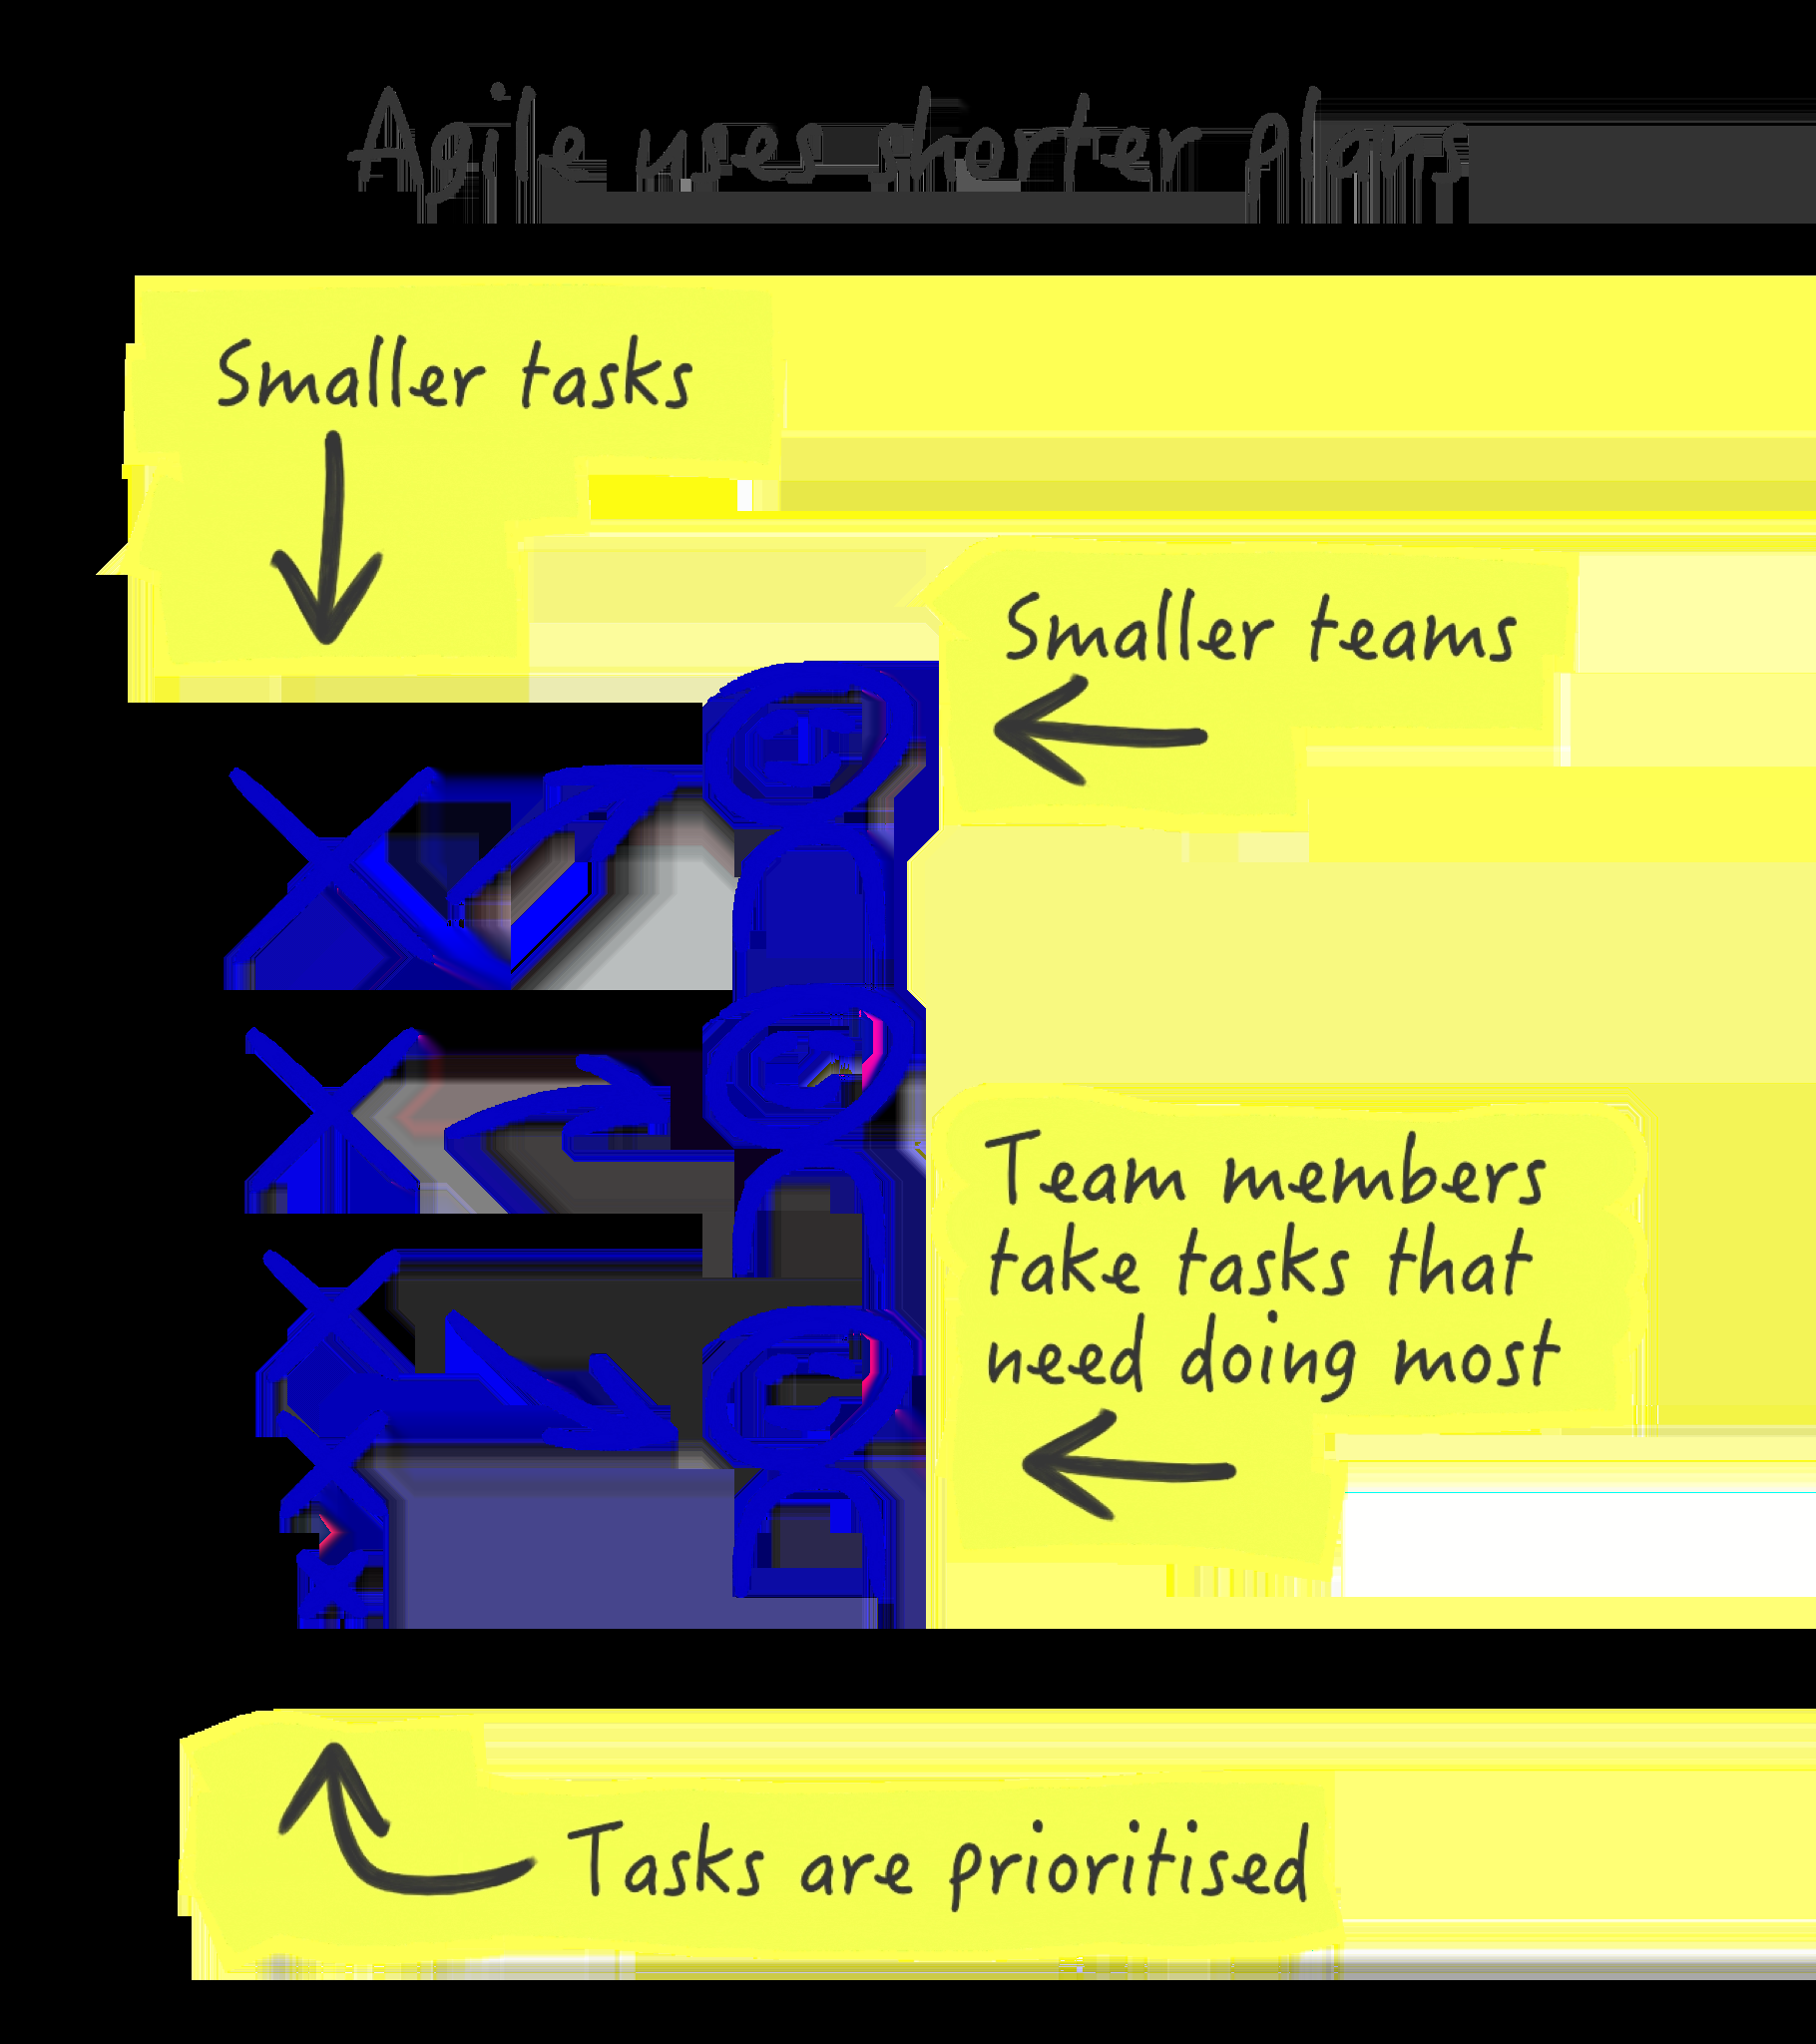 Agile uses shorter plans
Smaller tasks
Smaller teams
Team members
take tasks that
need doing most
Tasks are prioritised